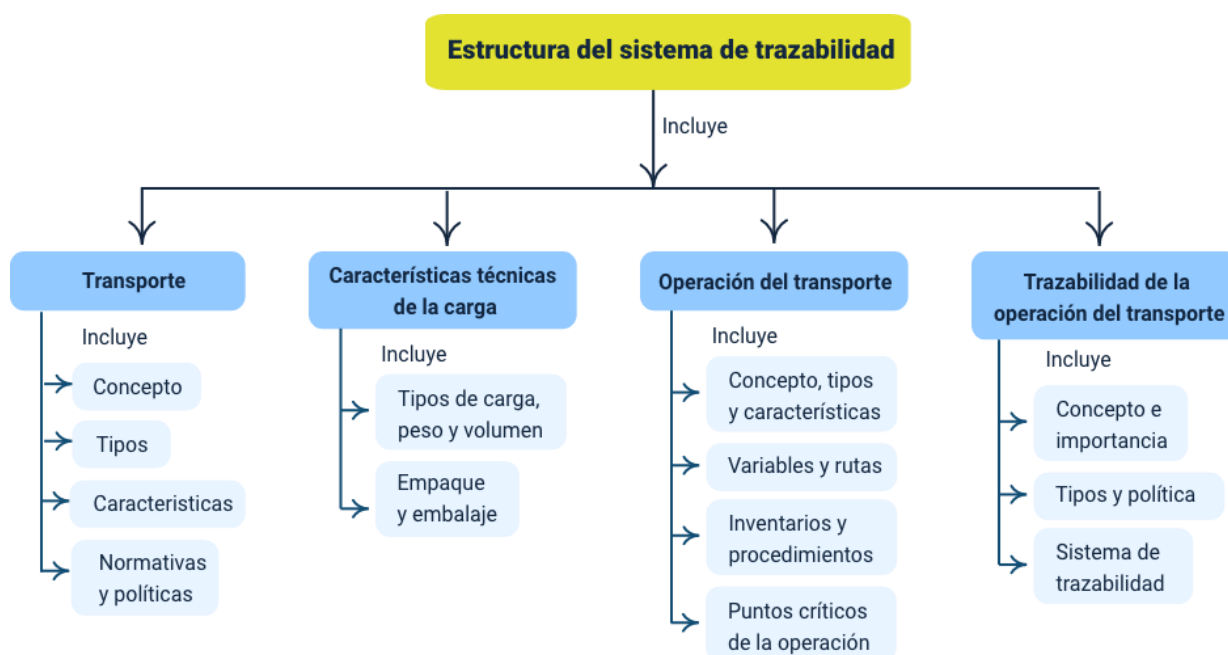 Estructura del sistema de trazabilidad
Incluye
Transporte
Incluye
Concepto
Tipos
Caracteristicas
Normativas
y políticas
Características técnicas
de la carga
Incluye
Tipos de carga,
peso y volumen
Empaque
y embalaje
Operación del transporte
Incluye
Concepto, tipos
y características
Variables y rutas
Inventarios y
procedimientos
Puntos críticos
de la operación
Trazabilidad de la
operación del transporte
Incluye
Concepto e
importancia
Tipos y política
Sistema de
trazabilidad